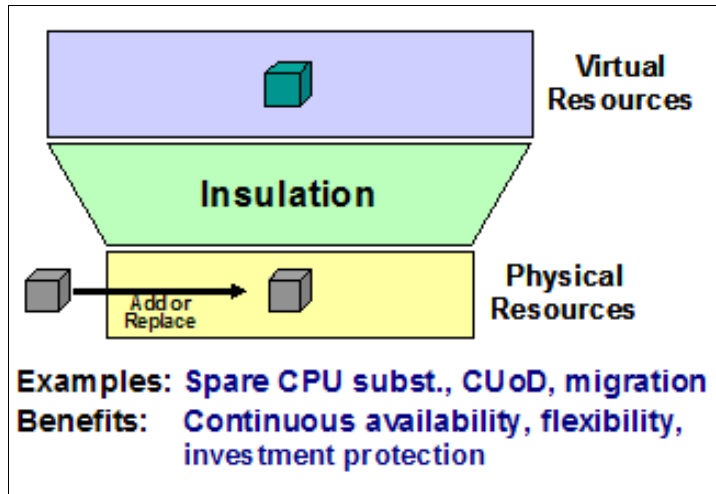 Virtual
Resources
Insulation
Physical
Resources
Add or
Replace
Examples: Spare CPU subst., CUoD, migration
Benefits: Continuous availability, flexibility,
investment protection